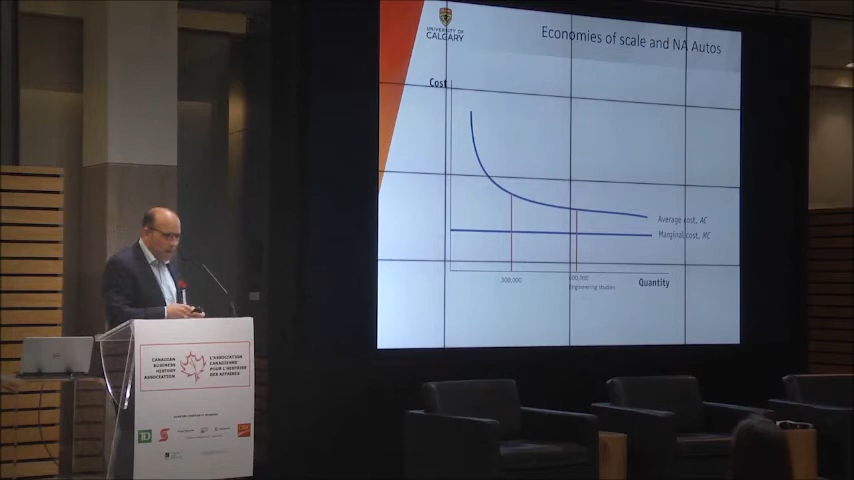 UNIVERSITY OF
CALGARY
Economies of scale and NA Autos
Cost
Average cost, AC
Marginal cost, MC
300,000
600,000
Engineering studies
Quantity
CANADIAN
BUSINESS
HISTORY
ASSOCIATION
L'ASSOCIATION
CANADIENNE
POUR L'HISTOIRE
DES AFFAIRES
TD